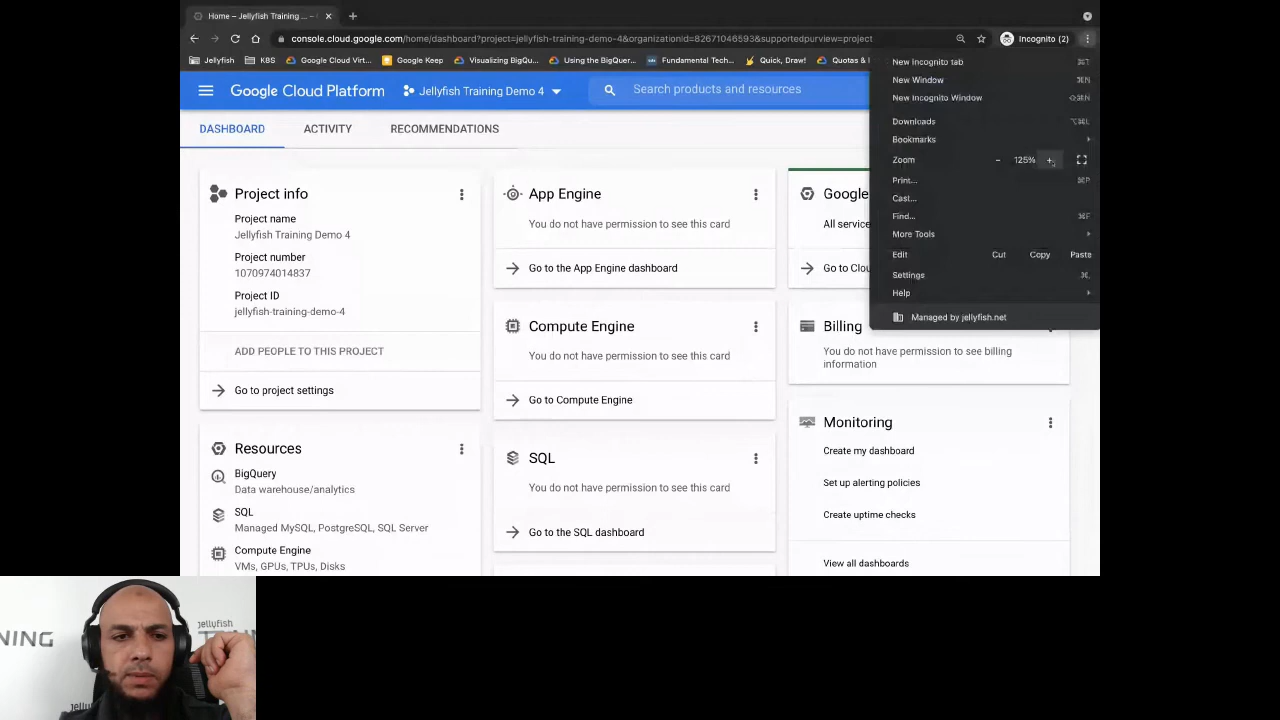 Home – Jellyfish Training ... –
console.cloud.google.com/home/dashboard?project=jellyfish-training-demo-4&organizationId=82671046593&supportedpurview=project
Incognito (2)
Jellyfish
KBS
Google Cloud Virt...
Google Keep
Visualizing BigQu...
Using the BigQuer...
Fundamental Tech...
Quick, Draw!
Quotas &
New Incognito tab ⌘T
New Window ⌘N
New Incognito Window ⇧⌘N
Downloads ⌥⌘L
Bookmarks
Zoom – 125% +
Print... ⌘P
Cast...
Find... ⌘F
More Tools
Edit Cut Copy Paste
Settings ⌘,
Help
Managed by jellyfish.net
Google Cloud Platform
Jellyfish Training Demo 4
Search products and resources
DASHBOARD
ACTIVITY
RECOMMENDATIONS
Project info
Project name
Jellyfish Training Demo 4
Project number
1070974014837
Project ID
jellyfish-training-demo-4
ADD PEOPLE TO THIS PROJECT
Go to project settings
Resources
BigQuery
Data warehouse/analytics
SQL
Managed MySQL, PostgreSQL, SQL Server
Compute Engine
VMs, GPUs, TPUs, Disks
App Engine
You do not have permission to see this card
Go to the App Engine dashboard
Compute Engine
You do not have permission to see this card
Go to Compute Engine
SQL
You do not have permission to see this card
Go to the SQL dashboard
Google
All service
Go to Clou
Billing
You do not have permission to see billing
information
Monitoring
Create my dashboard
Set up alerting policies
Create uptime checks
View all dashboards
jellyfish
NING